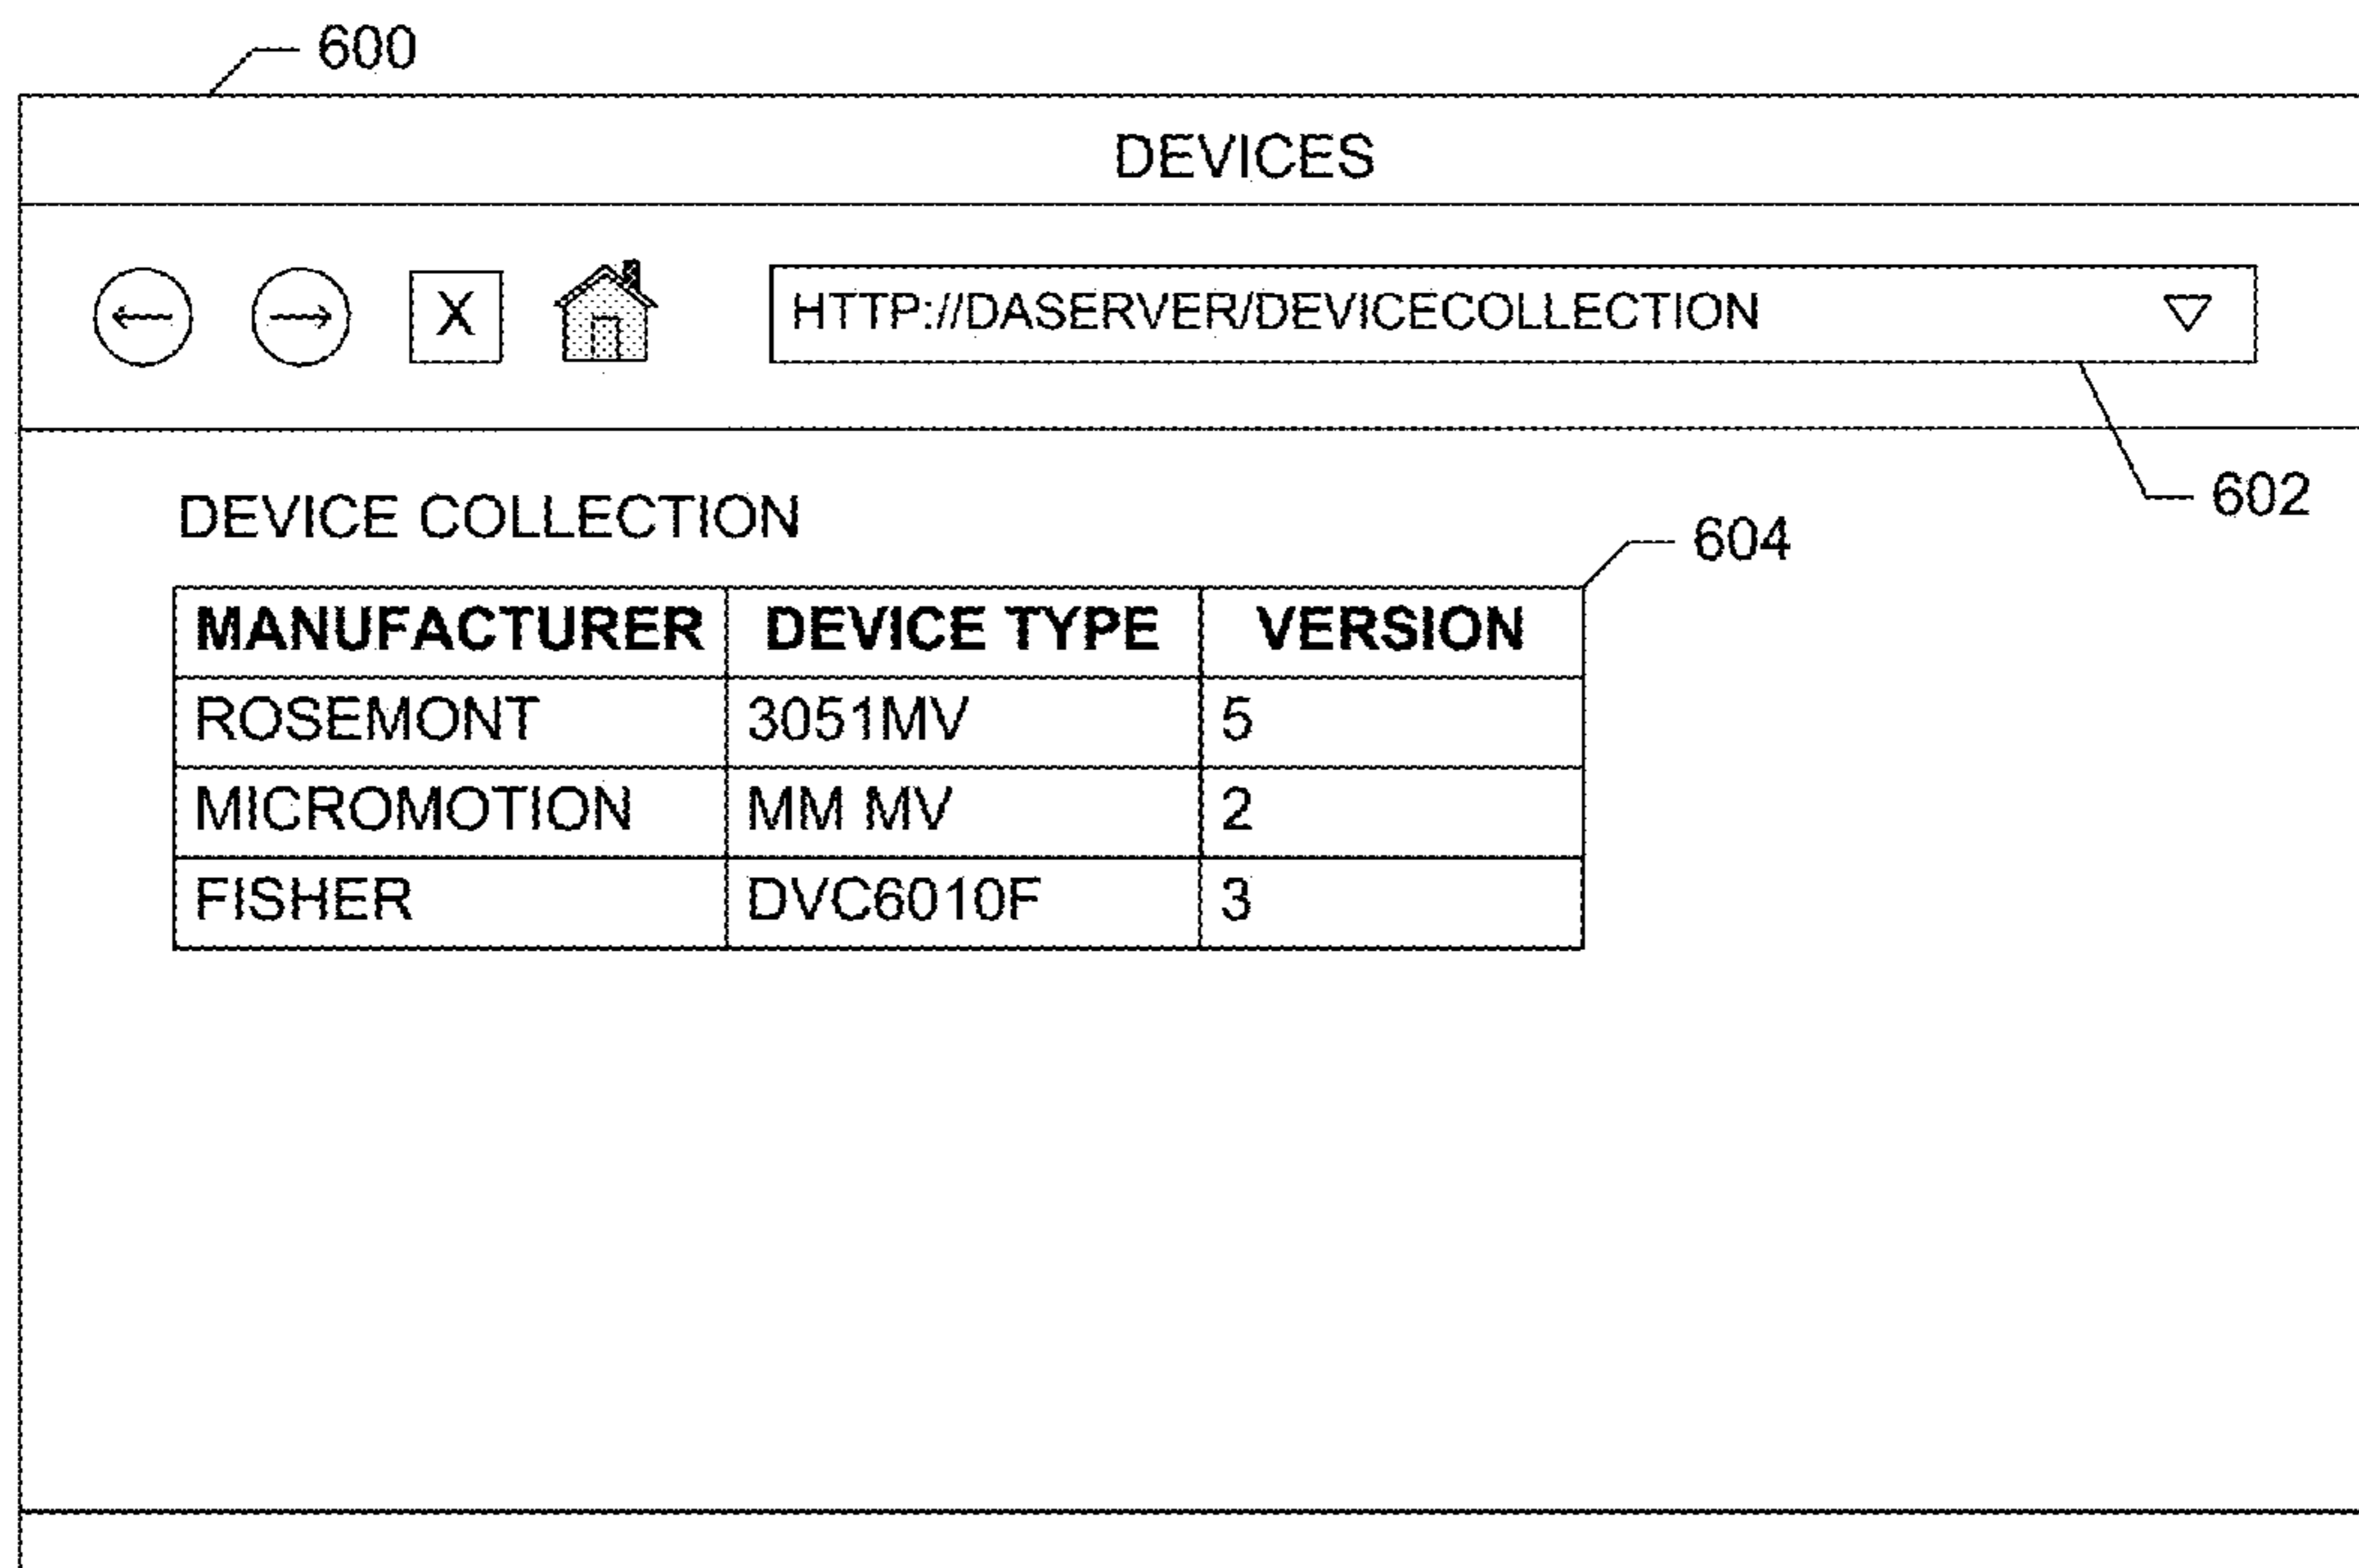 600
DEVICES
X HTTP://DASERVER/DEVICECOLLECTION
602
DEVICE COLLECTION
604
MANUFACTURER DEVICE TYPE VERSION
ROSEMONT 3051MV 5
MICROMOTION MM MV 2
FISHER DVC6010F 3